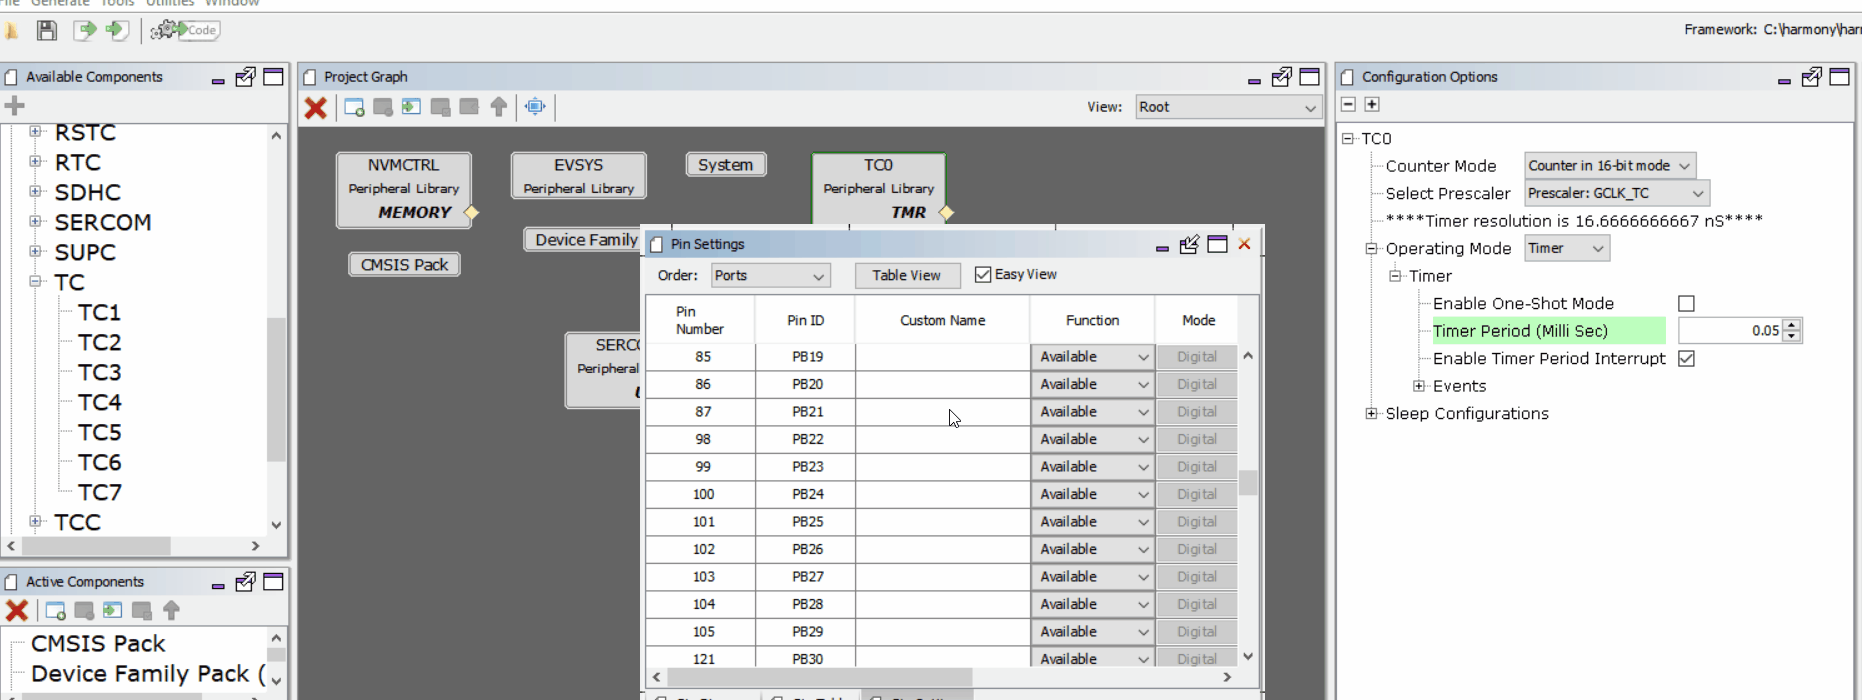 File Generate Tools Utilities Window
Code
Framework: C:\harmony\har
Available Components
RSTC
RTC
SDHC
SERCOM
SUPC
TC
TC1
TC2
TC3
TC4
TC5
TC6
TC7
TCC
Active Components
CMSIS Pack
Device Family Pack (
Project Graph
View: Root
NVMCTRL
Peripheral Library
MEMORY
EVSYS
Peripheral Library
System
TC0
Peripheral Library
TMR
Device Family
CMSIS Pack
SERCO
Peripheral
Pin Settings
Order: Ports Table View Easy View
Pin Number Pin ID Custom Name Function Mode
85 PB19 Available Digital
86 PB20 Available Digital
87 PB21 Available Digital
98 PB22 Available Digital
99 PB23 Available Digital
100 PB24 Available Digital
101 PB25 Available Digital
102 PB26 Available Digital
103 PB27 Available Digital
104 PB28 Available Digital
105 PB29 Available Digital
121 PB30 Available Digital
Configuration Options
TC0
Counter Mode Counter in 16-bit mode
Select Prescaler Prescaler: GCLK_TC
****Timer resolution is 16.6666666667 nS****
Operating Mode Timer
Timer
Enable One-Shot Mode
Timer Period (Milli Sec) 0.05
Enable Timer Period Interrupt
Events
Sleep Configurations